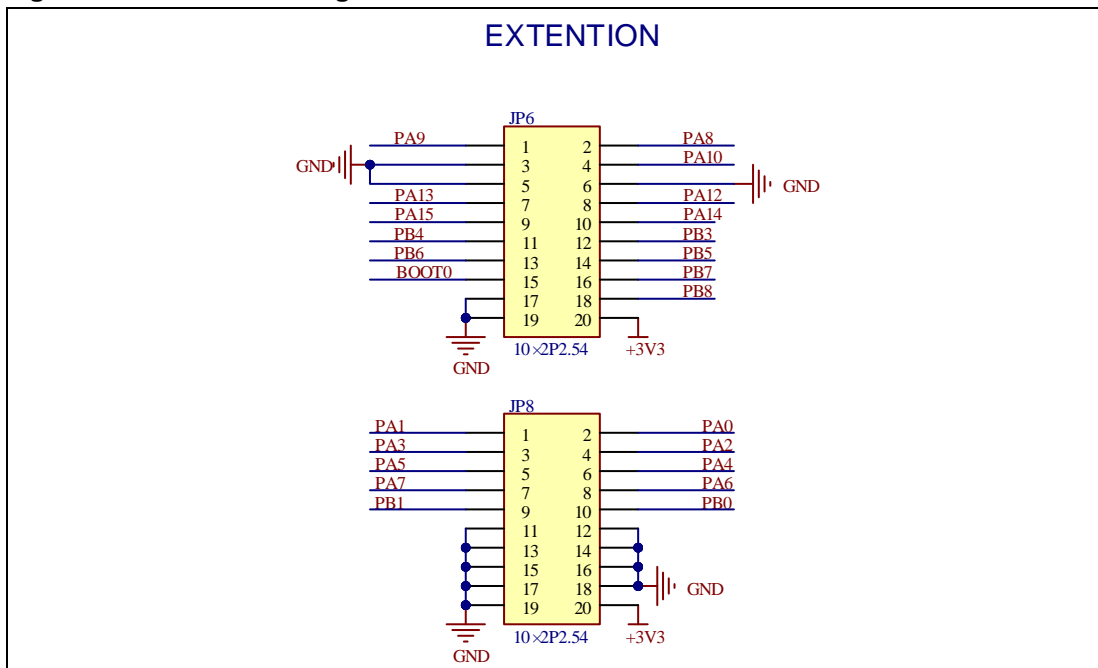 EXTENTION
JP6
PA9 1 2 PA8
GND 3 4 PA10
5 6 GND
PA13 7 8 PA12
PA15 9 10 PA14
PB4 11 12 PB3
PB6 13 14 PB5
BOOT0 15 16 PB7
17 18 PB8
19 20
GND 10×2P2.54 +3V3
JP8
PA1 1 2 PA0
PA3 3 4 PA2
PA5 5 6 PA4
PA7 7 8 PA6
PB1 9 10 PB0
11 12
13 14
15 16
17 18 GND
19 20
GND 10×2P2.54 +3V3